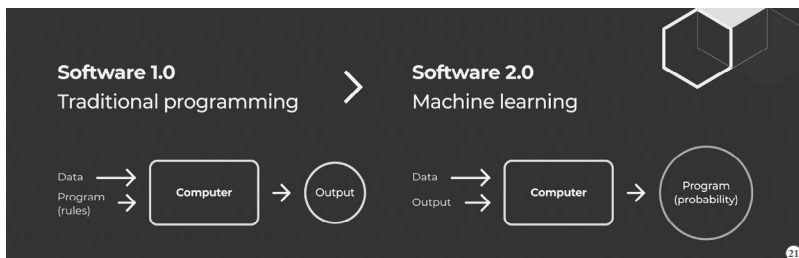 Software 1.0
Traditional programming
Data
Program
(rules)
Computer
Output
Software 2.0
Machine learning
Data
Output
Computer
Program
(probability)
21